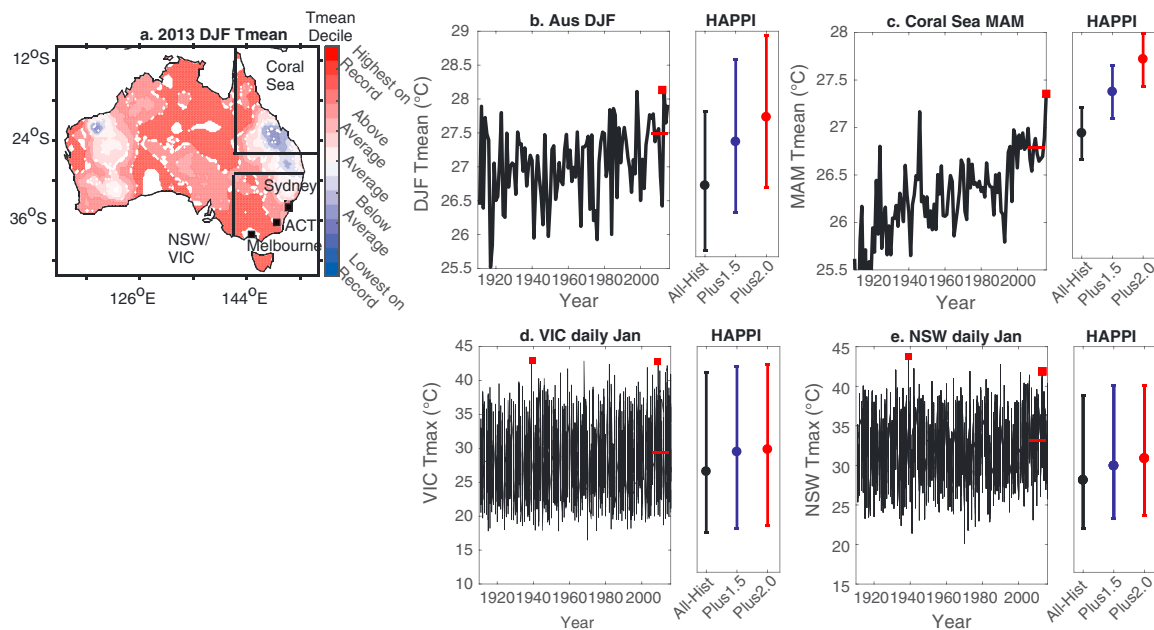 a. 2013 DJF Tmean
Tmean
Decile
12°S
24°S
36°S
126°E
144°E
Coral
Sea
Sydney
ACT
Melbourne
NSW/
VIC
Highest on
Record
Above
Average
Average
Below
Average
Lowest on
Record
b. Aus DJF
HAPPI
DJF Tmean (°C)
29
28.5
28
27.5
27
26.5
26
25.5
1920 1940 1960 1980 2000
Year
All-Hist
Plus1.5
Plus2.0
c. Coral Sea MAM
HAPPI
MAM Tmean (°C)
28
27.5
27
26.5
26
25.5
1920 1940 1960 1980 2000
Year
All-Hist
Plus1.5
Plus2.0
d. VIC daily Jan
HAPPI
VIC Tmax (°C)
45
40
35
30
25
20
15
10
1920 1940 1960 1980 2000
Year
All-Hist
Plus1.5
Plus2.0
e. NSW daily Jan
HAPPI
NSW Tmax (°C)
45
40
35
30
25
20
15
1920 1940 1960 1980 2000
Year
All-Hist
Plus1.5
Plus2.0